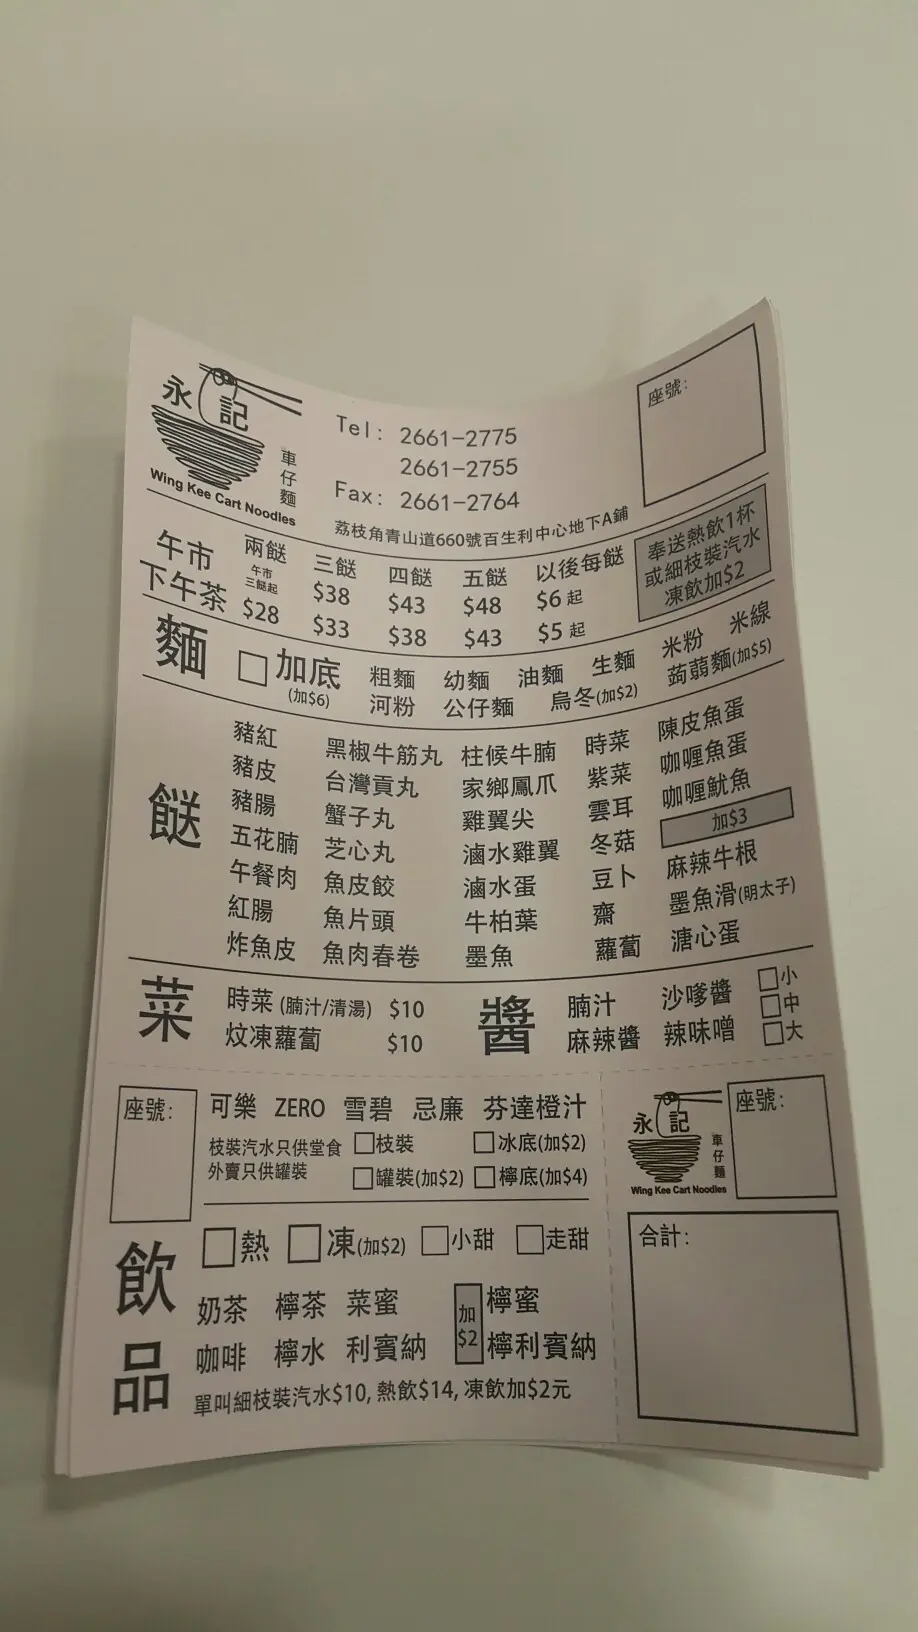 永記
車仔麵
Wing Kee Cart Noodles
Tel: 2661-2775
2661-2755
Fax: 2661-2764
荔枝角青山道660號百生利中心地下A鋪
座號:
奉送熱飲1杯
或細枝裝汽水
凍飲加$2
兩餸 三餸 四餸 五餸 以後每餸
午市 午市三餸起 $38 $43 $48 $6起
下午茶 $28 $33 $38 $43 $5起
麵
加底 粗麵 幼麵 油麵 生麵 米粉 米線
(加$6) 河粉 公仔麵 烏冬(加$2) 蒟蒻麵(加$5)
餸
豬紅 黑椒牛筋丸 柱候牛腩 時菜 陳皮魚蛋
豬皮 台灣貢丸 家鄉鳳爪 紫菜 咖喱魚蛋
豬腸 蟹子丸 雞翼尖 雲耳 咖喱魷魚
五花腩 芝心丸 滷水雞翼 冬菇 加$3
午餐肉 魚皮餃 滷水蛋 豆卜 麻辣牛根
紅腸 魚片頭 牛柏葉 齋 墨魚滑(明太子)
炸魚皮 魚肉春卷 墨魚 蘿蔔 溏心蛋
菜
時菜 (腩汁/清湯) $10
炆凍蘿蔔 $10
醬
腩汁 沙嗲醬 小
麻辣醬 辣味噌 中
大
座號:
可樂 ZERO 雪碧 忌廉 芬達橙汁
枝裝汽水只供堂食 枝裝 冰底(加$2)
外賣只供罐裝 罐裝(加$2) 檸底(加$4)
飲品
熱 凍(加$2) 小甜 走甜
奶茶 檸茶 菜蜜 加$2 檸蜜
咖啡 檸水 利賓納 檸利賓納
單叫細枝裝汽水$10, 熱飲$14, 凍飲加$2元
永記
車仔麵
Wing Kee Cart Noodles
座號:
合計: